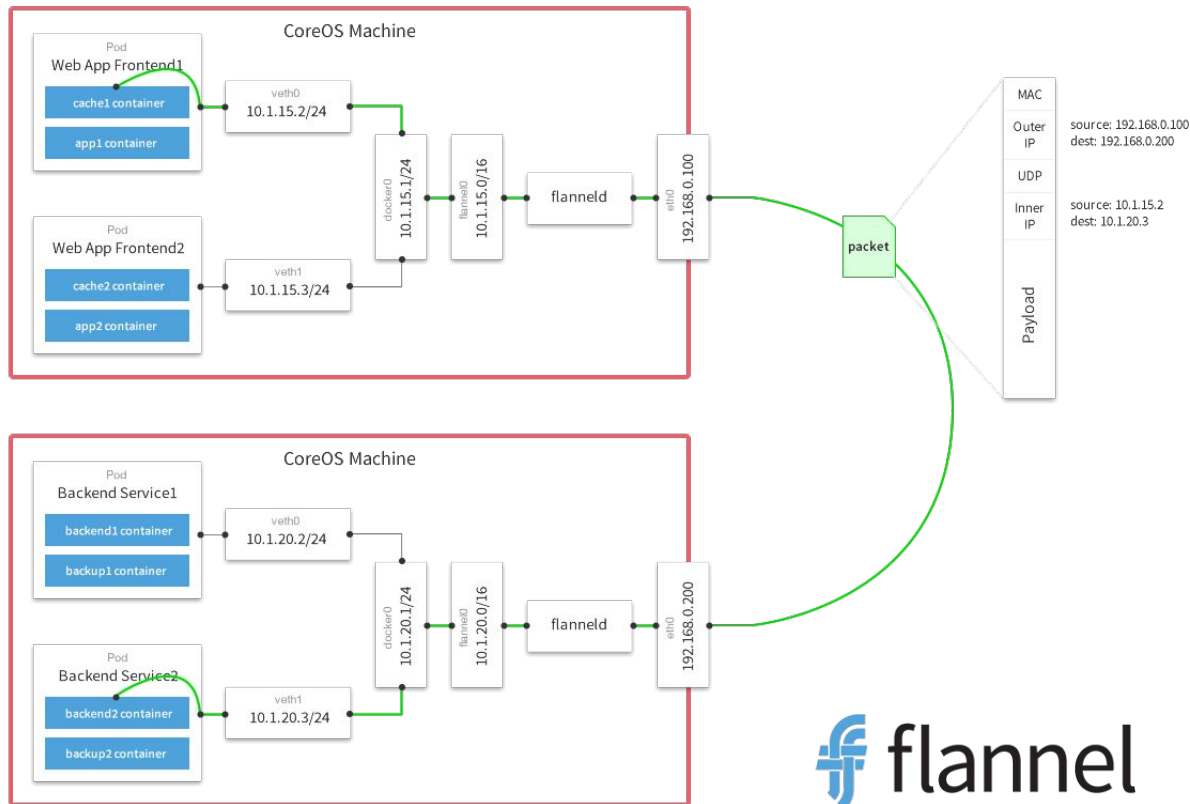 CoreOS Machine
Pod
Web App Frontend1
cache1 container
app1 container
veth0
10.1.15.2/24
Pod
Web App Frontend2
cache2 container
app2 container
veth1
10.1.15.3/24
docker0
10.1.15.1/24
flannel0
10.1.15.0/16
flanneld
eth0
192.168.0.100
packet
MAC
Outer
IP
source: 192.168.0.100
dest: 192.168.0.200
UDP
Inner
IP
source: 10.1.15.2
dest: 10.1.20.3
Payload
CoreOS Machine
Pod
Backend Service1
backend1 container
backup1 container
veth0
10.1.20.2/24
Pod
Backend Service2
backend2 container
backup2 container
veth1
10.1.20.3/24
docker0
10.1.20.1/24
flannel0
10.1.20.0/16
flanneld
eth0
192.168.0.200
flannel